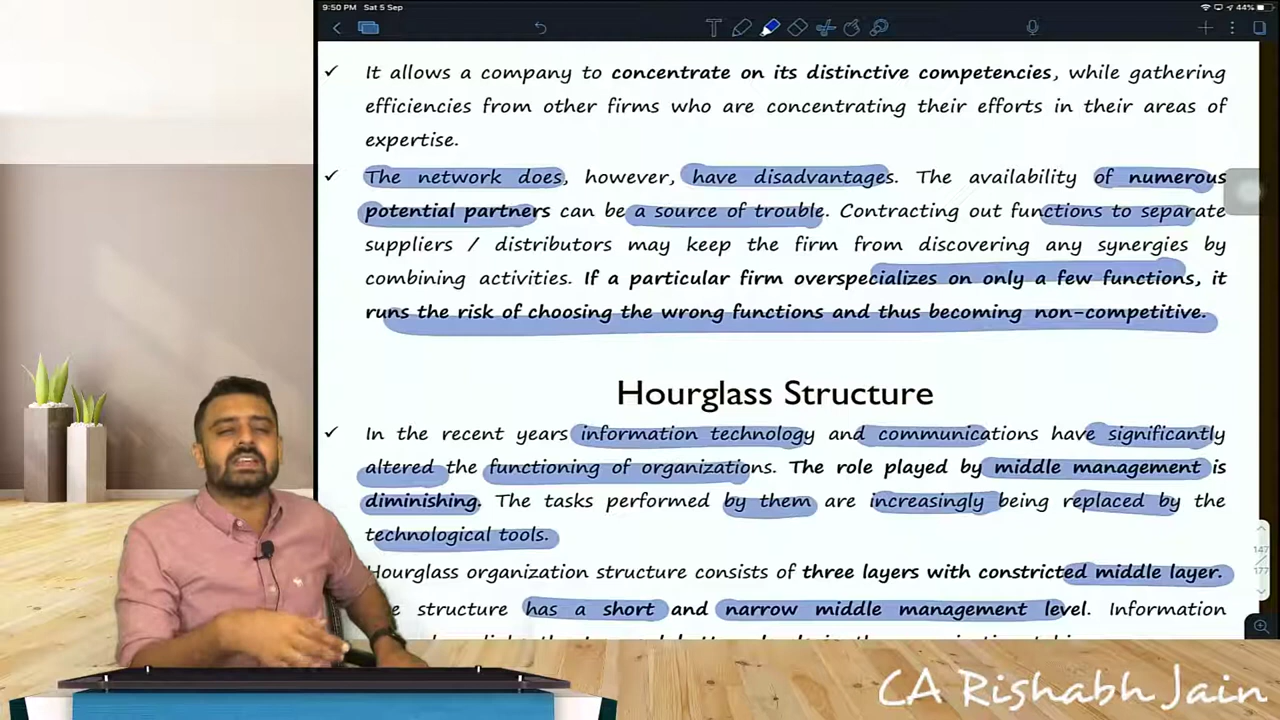 9:50 PM Sat 5 Sep
44%
It allows a company to concentrate on its distinctive competencies, while gathering
efficiencies from other firms who are concentrating their efforts in their areas of
expertise.
The network does, however, have disadvantages. The availability of numerous
potential partners can be a source of trouble. Contracting out functions to separate
suppliers / distributors may keep the firm from discovering any synergies by
combining activities. If a particular firm overspecializes on only a few functions, it
runs the risk of choosing the wrong functions and thus becoming non-competitive.
Hourglass Structure
In the recent years information technology and communications have significantly
altered the functioning of organizations. The role played by middle management is
diminishing. The tasks performed by them are increasingly being replaced by the
technological tools.
Hourglass organization structure consists of three layers with constricted middle layer.
structure has a short and narrow middle management level. Information
147
177
CA Rishabh Jain